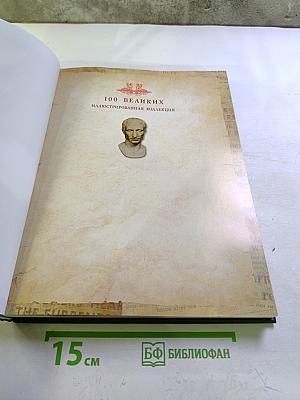 100 ВЕЛИКИХ
ИЛЛЮСТРИРОВАННАЯ КОЛЛЕКЦИЯ
15 см
БФ БИБЛИОФАН